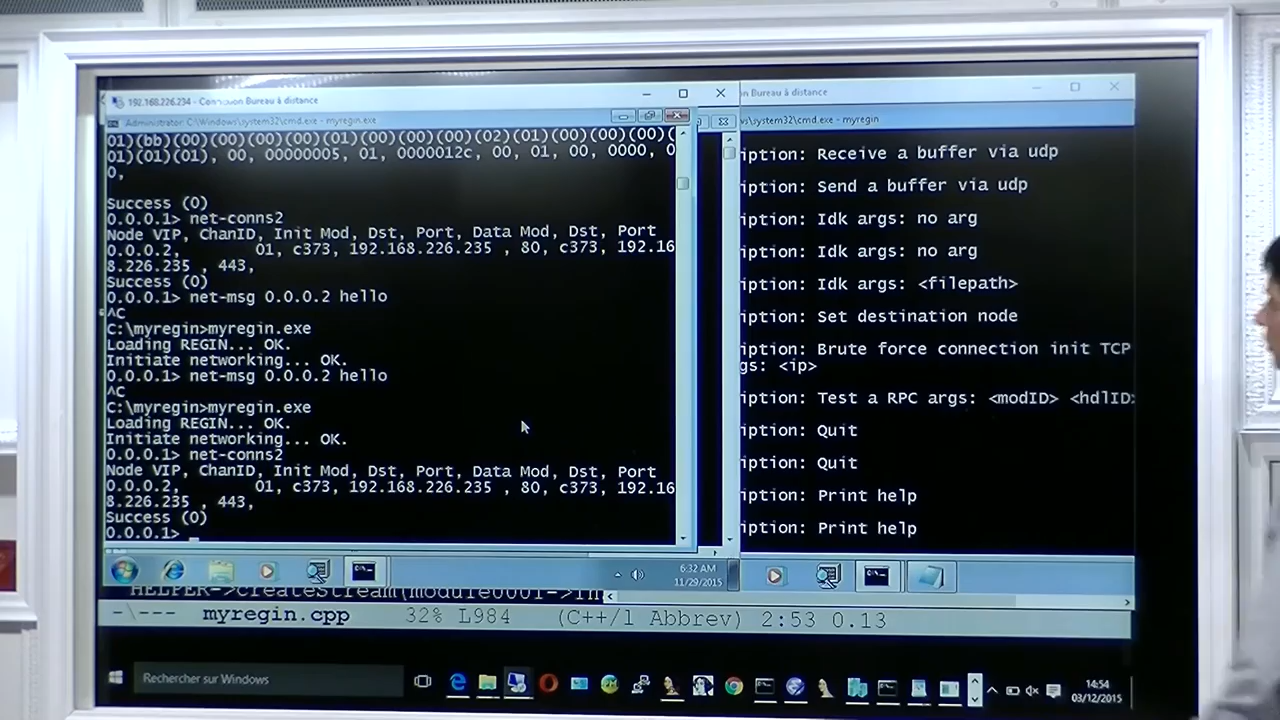 192.168.226.234 - Connexion Bureau à distance
Administrator: C:\Windows\system32\cmd.exe - myregin.exe
01)(bb)(00)(00)(00)(01)(00)(00)(00)(02)(01)(00)(00)(00)(
01)(01)(01), 00, 00000005, 01, 0000012c, 00, 01, 00, 0000, 0
0,
Success (0)
0.0.0.1> net-conns2
Node VIP, ChanID, Init Mod, Dst, Port, Data Mod, Dst, Port
0.0.0.2, 01, c373, 192.168.226.235 , 80, c373, 192.16
8.226.235 , 443,
Success (0)
0.0.0.1> net-msg 0.0.0.2 hello
^C
C:\myregin>myregin.exe
Loading REGIN... OK.
Initiate networking... OK.
0.0.0.1> net-msg 0.0.0.2 hello
^C
C:\myregin>myregin.exe
Loading REGIN... OK.
Initiate networking... OK.
0.0.0.1> net-conns2
Node VIP, ChanID, Init Mod, Dst, Port, Data Mod, Dst, Port
0.0.0.2, 01, c373, 192.168.226.235 , 80, c373, 192.16
8.226.235 , 443,
Success (0)
0.0.0.1>
6:32 AM
11/29/2015
on Bureau à distance
ws\system32\cmd.exe - myregin
iption: Receive a buffer via udp
iption: Send a buffer via udp
iption: Idk args: no arg
iption: Idk args: no arg
iption: Idk args: <filepath>
iption: Set destination node
iption: Brute force connection init TCP
gs: <ip>
iption: Test a RPC args: <modID> <hdlID>
iption: Quit
iption: Quit
iption: Print help
iption: Print help
HELPER->createStream(module0001->in
-\--- myregin.cpp 32% L984 (C++/l Abbrev) 2:53 0.13
Rechercher sur Windows
14:54
03/12/2015